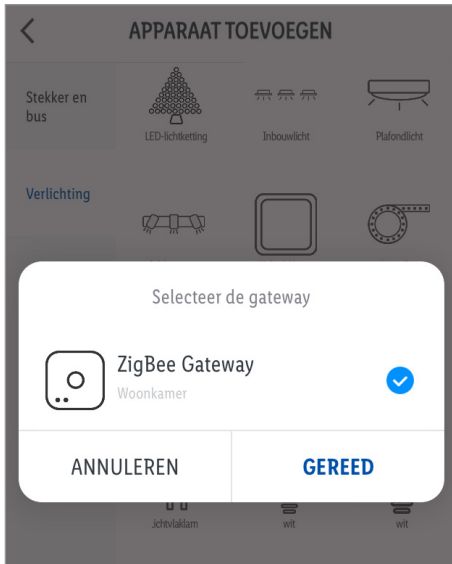 APPARAAT TOEVOEGEN
Stekker en
bus
LED-lichtketting
Inbouwlicht
Plafondlicht
Verlichting
Selecteer de gateway
ZigBee Gateway
Woonkamer
ANNULEREN
GEREED
.ichtvlaklam
wit
wit